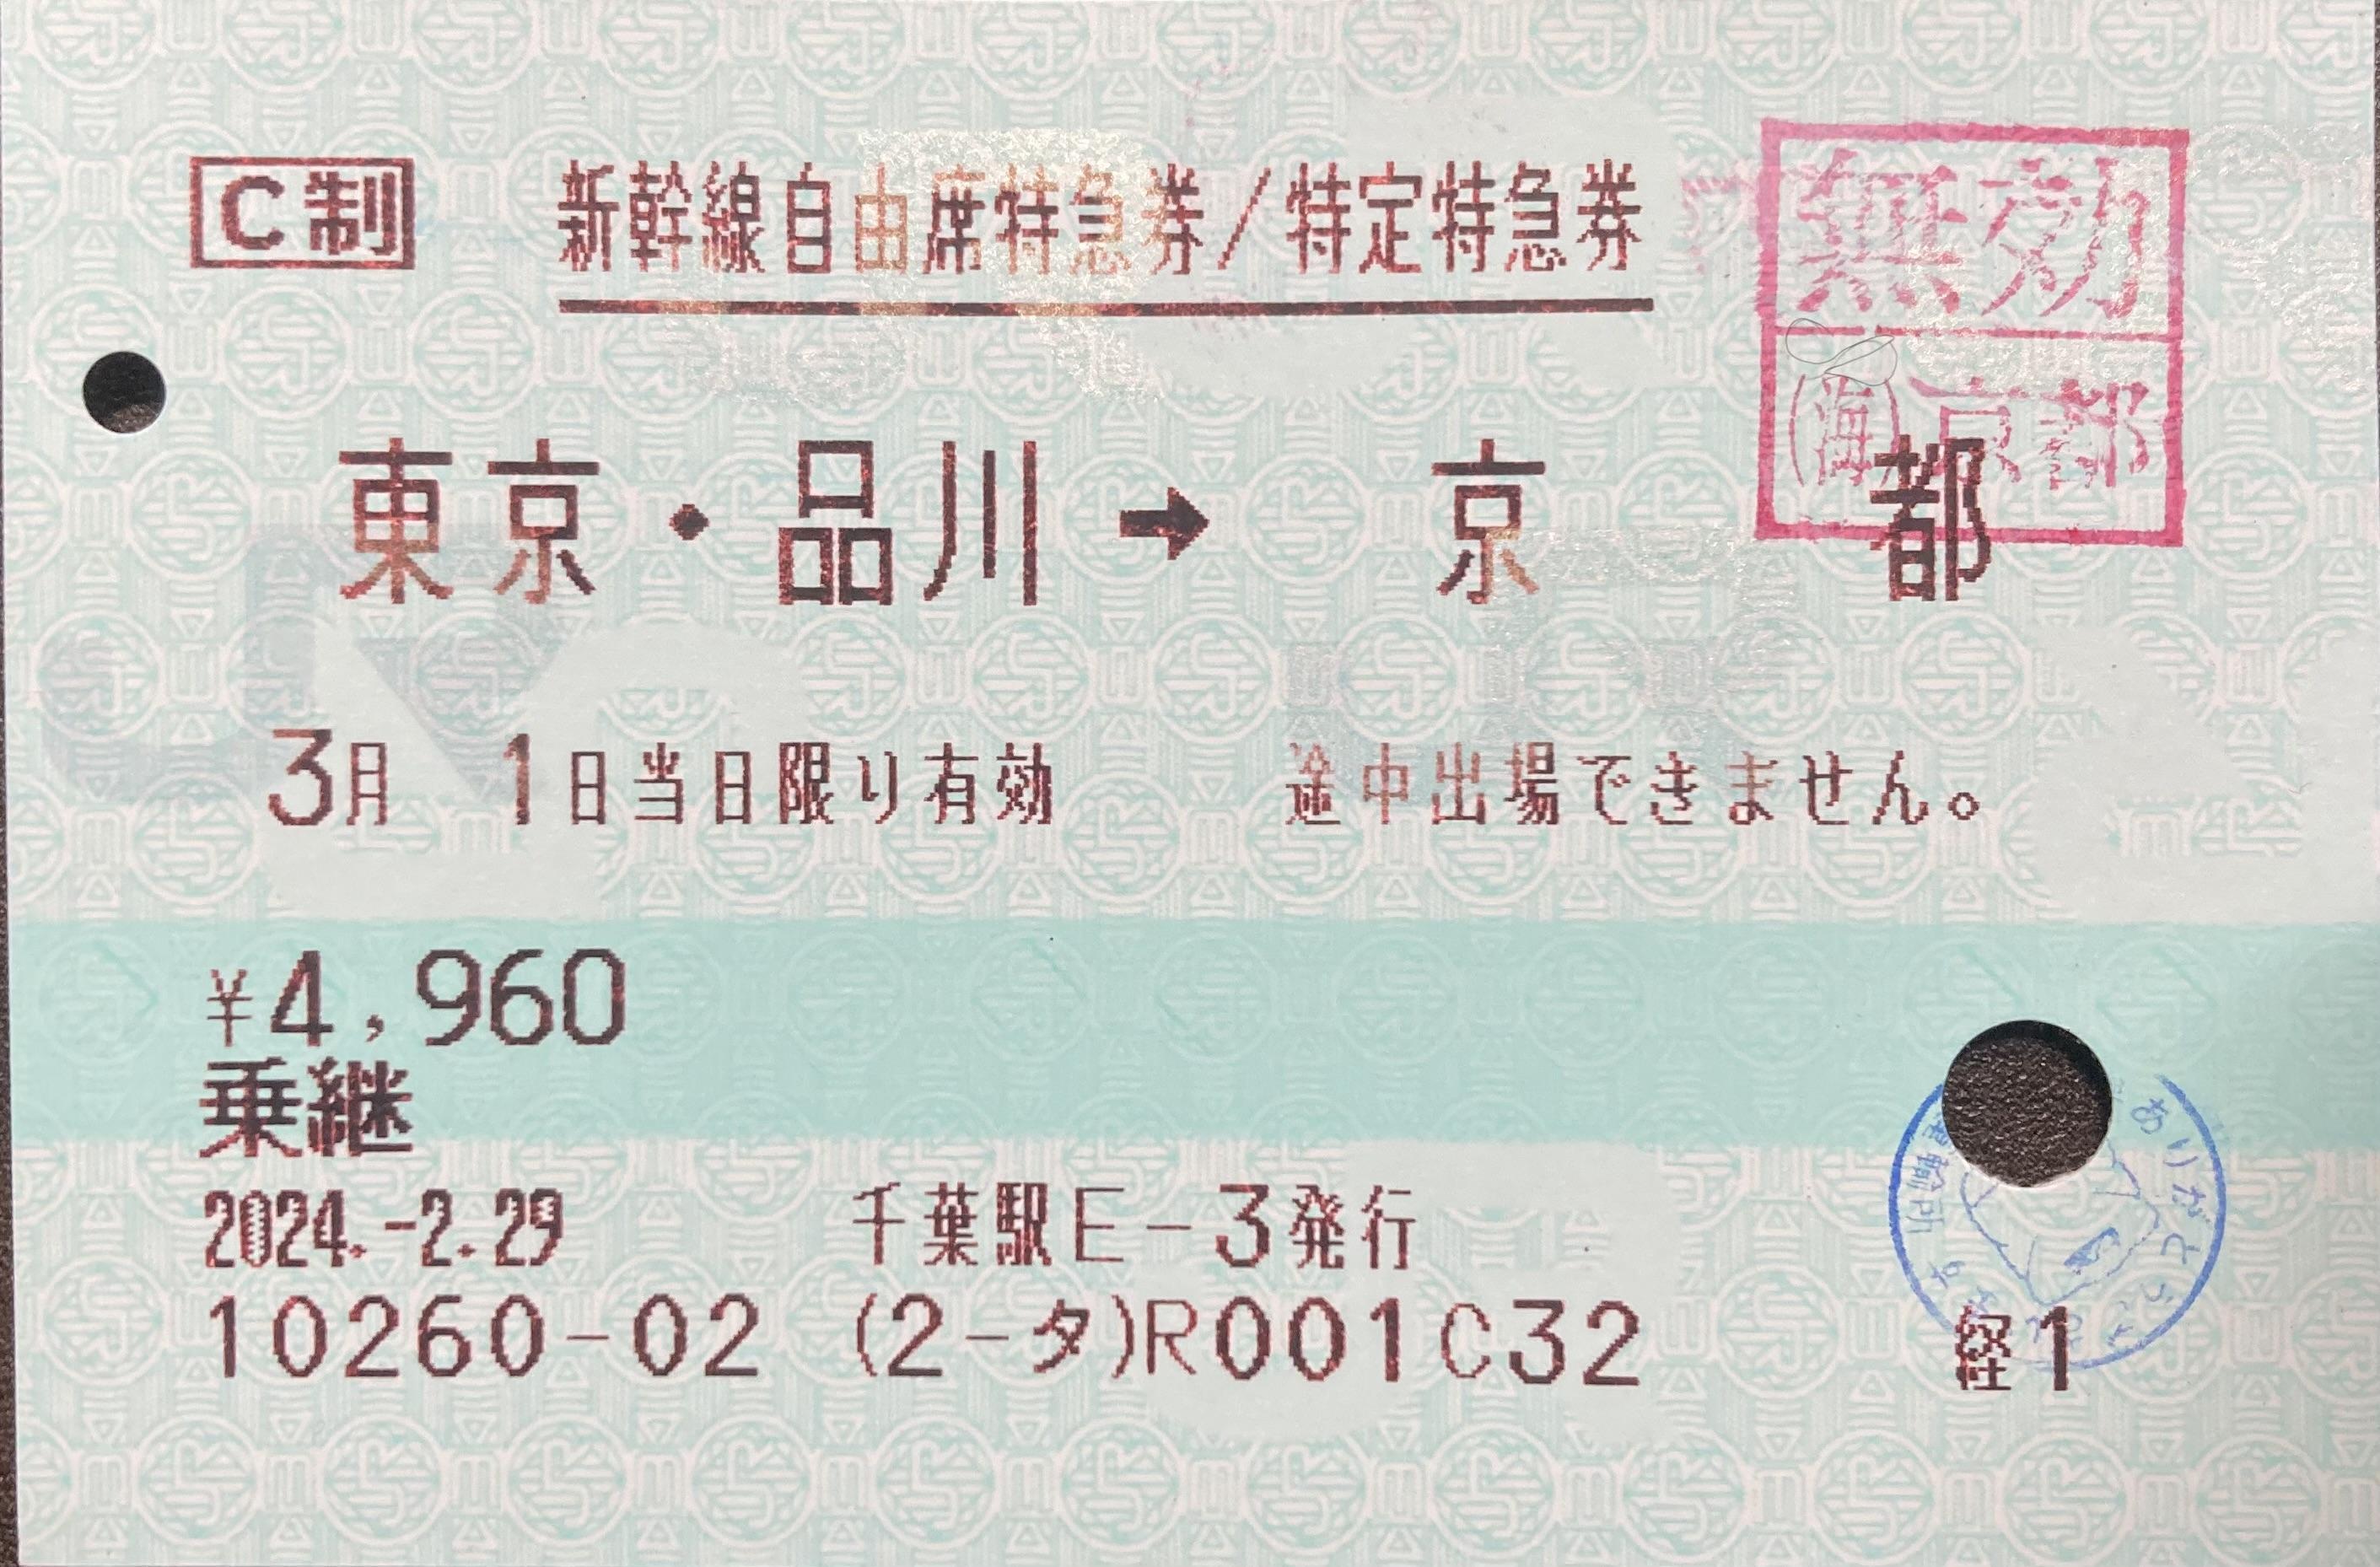 C制 新幹線自由席特急券/特定特急券
無効
海 京都
東京・品川→京都
3月 1日当日限り有効 途中出場できません。
¥4,960
乗継
2024.-2.29 千葉駅E-3発行
10260-02 (2-タ)R001C32 経1
ありがとう